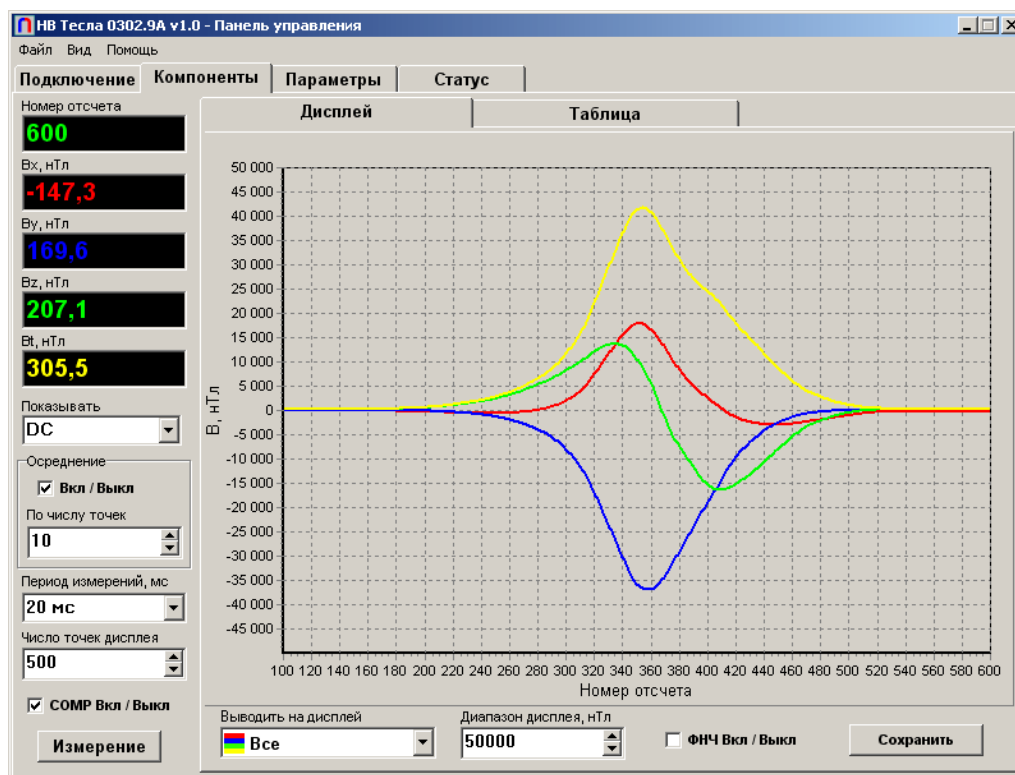 НВ Тесла 0302.9А v1.0 - Панель управления
Файл Вид Помощь
Подключение Компоненты Параметры Статус
Номер отсчета
600
Вх, нТл
-147,3
Ву, нТл
169,6
Bz, нТл
207,1
Bt, нТл
305,5
Показывать
DC
Осреднение
Вкл / Выкл
По числу точек
10
Период измерений, мс
20 мс
Число точек дисплея
500
COMP Вкл / Выкл
Измерение
Дисплей Таблица
50 000
45 000
40 000
35 000
30 000
25 000
20 000
15 000
10 000
5 000
0
-5 000
-10 000
-15 000
-20 000
-25 000
-30 000
-35 000
-40 000
-45 000
В, нТл
100 120 140 160 180 200 220 240 260 280 300 320 340 360 380 400 420 440 460 480 500 520 540 560 580 600
Номер отсчета
Выводить на дисплей
Все
Диапазон дисплея, нТл
50000
ФНЧ Вкл / Выкл
Сохранить